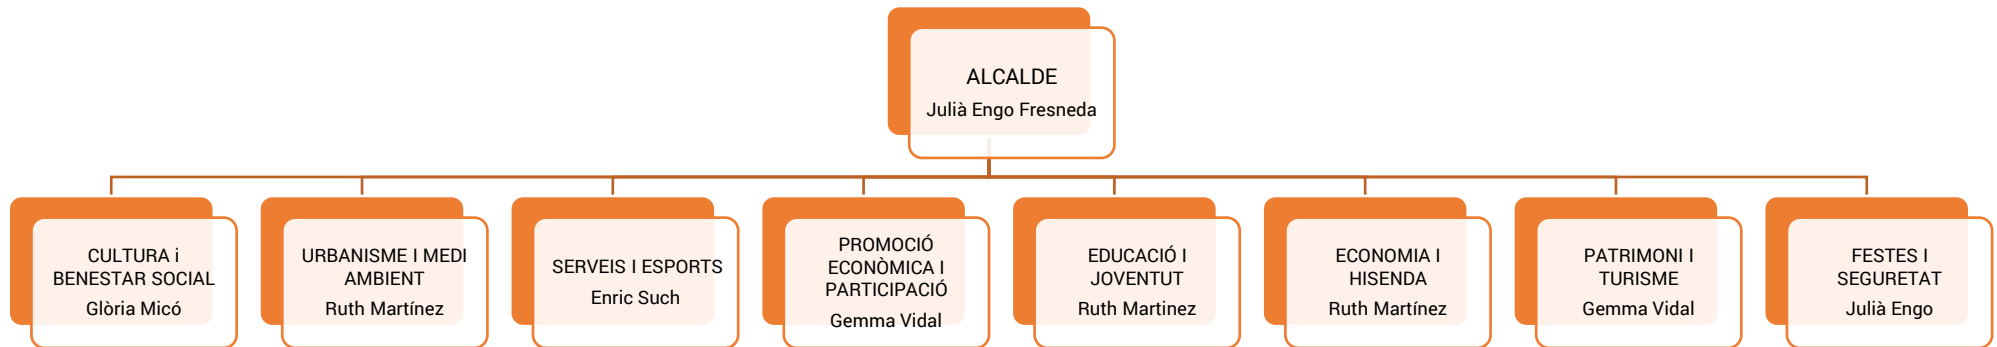 ALCALDE
Julià Engo Fresneda
CULTURA i
BENESTAR SOCIAL
Glòria Micó
URBANISME I MEDI
AMBIENT
Ruth Martínez
SERVEIS I ESPORTS
Enric Such
PROMOCIÓ
ECONÒMICA I
PARTICIPACIÓ
Gemma Vidal
EDUCACIÓ I
JOVENTUT
Ruth Martinez
ECONOMIA I
HISENDA
Ruth Martínez
PATRIMONI I
TURISME
Gemma Vidal
FESTES I
SEGURETAT
Julià Engo